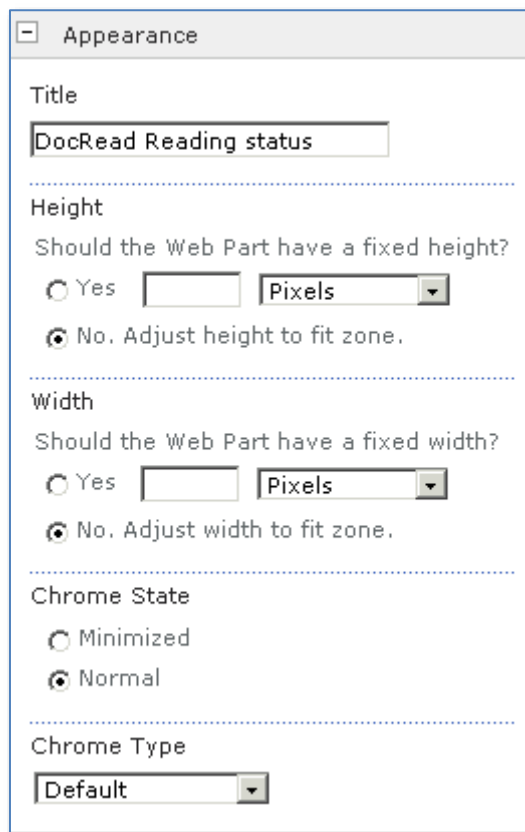 Appearance
Title
DocRead Reading status
Height
Should the Web Part have a fixed height?
Yes Pixels
No. Adjust height to fit zone.
Width
Should the Web Part have a fixed width?
Yes Pixels
No. Adjust width to fit zone.
Chrome State
Minimized
Normal
Chrome Type
Default